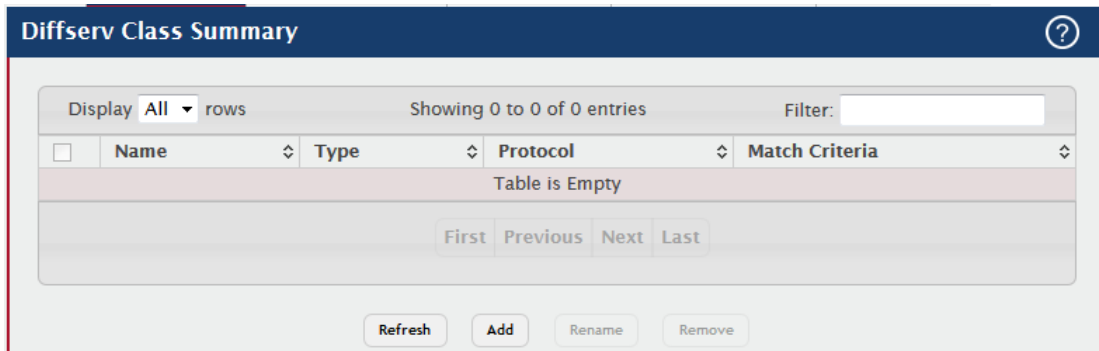 Diffserv Class Summary ?
Display All rows Showing 0 to 0 of 0 entries Filter:
Name Type Protocol Match Criteria
Table is Empty
First Previous Next Last
Refresh Add Rename Remove